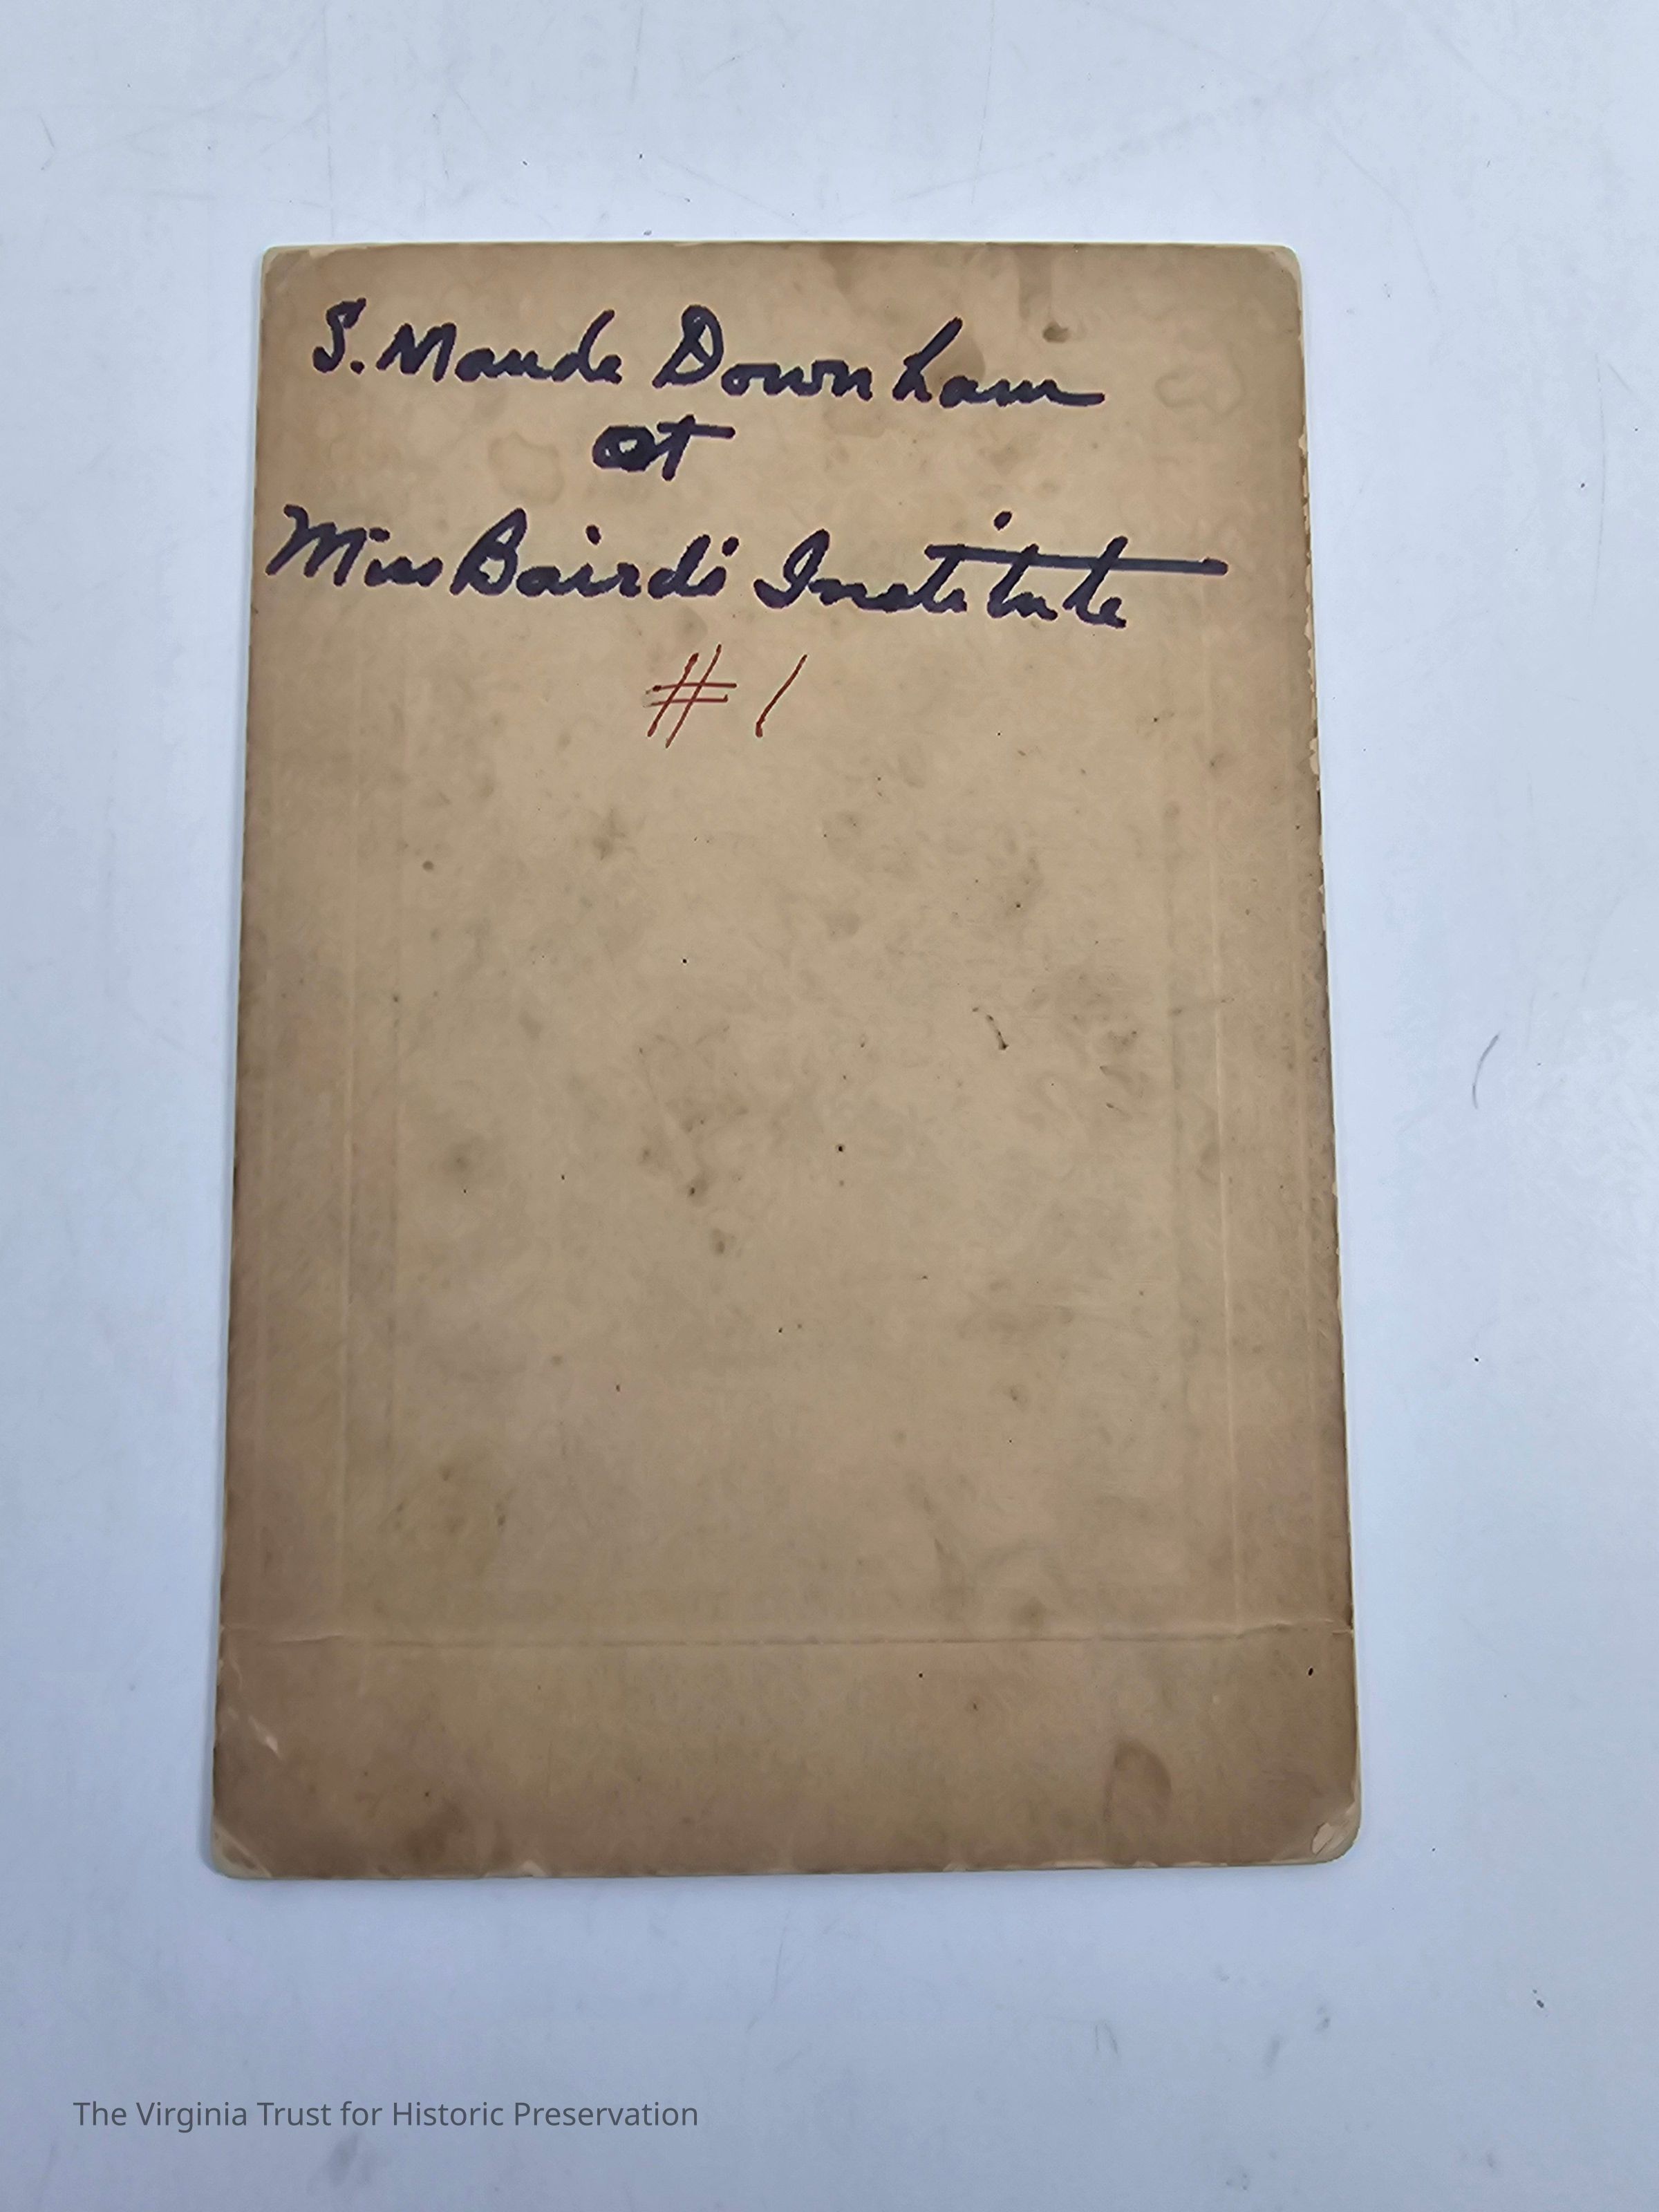 S. Maude Downham
at
Miss Baird's Institute
#1
The Virginia Trust for Historic Preservation